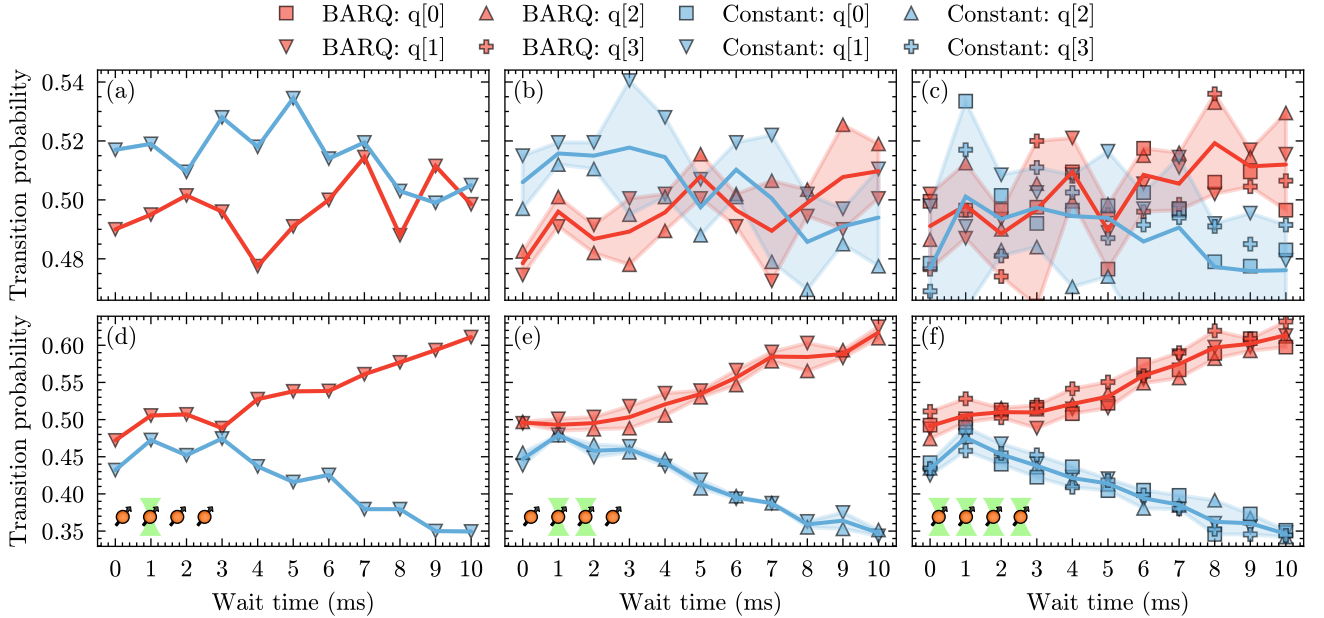 BARQ: q[0] BARQ: q[2] Constant: q[0] Constant: q[2]
BARQ: q[1] BARQ: q[3] Constant: q[1] Constant: q[3]
Transition probability
0.54
0.52
0.50
0.48
(a)
(b)
(c)
Transition probability
0.60
0.55
0.50
0.45
0.40
0.35
(d)
(e)
(f)
0 1 2 3 4 5 6 7 8 9 10
0 1 2 3 4 5 6 7 8 9 10
0 1 2 3 4 5 6 7 8 9 10
Wait time (ms)
Wait time (ms)
Wait time (ms)